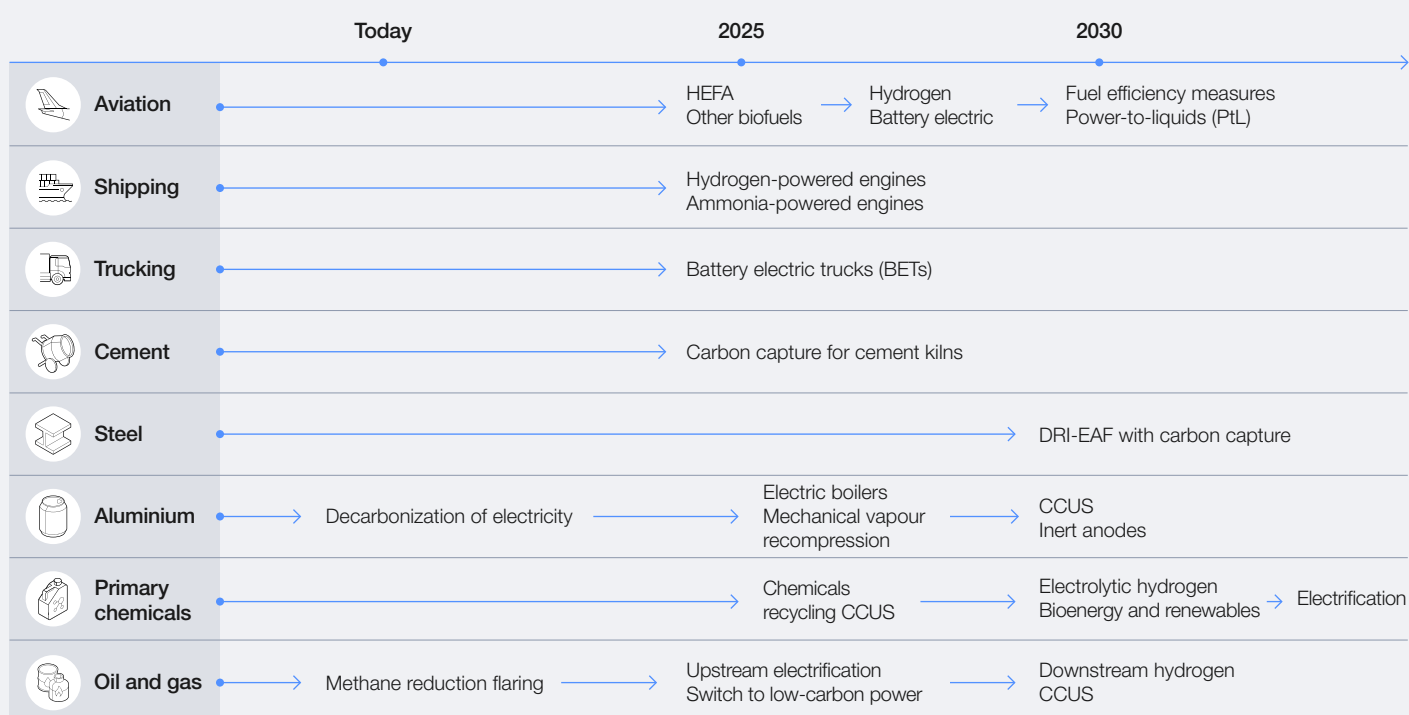 Today 2025 2030
Aviation
HEFA
Other biofuels
Hydrogen
Battery electric
Fuel efficiency measures
Power-to-liquids (PtL)
Shipping
Hydrogen-powered engines
Ammonia-powered engines
Trucking
Battery electric trucks (BETs)
Cement
Carbon capture for cement kilns
Steel
DRI-EAF with carbon capture
Aluminium
Decarbonization of electricity
Electric boilers
Mechanical vapour
recompression
CCUS
Inert anodes
Primary
chemicals
Chemicals
recycling CCUS
Electrolytic hydrogen
Bioenergy and renewables
Electrification
Oil and gas
Methane reduction flaring
Upstream electrification
Switch to low-carbon power
Downstream hydrogen
CCUS